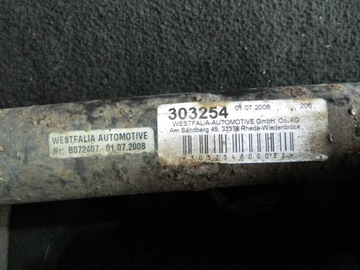 303254 01.07.2008 206
WESTFALIA-AUTOMOTIVE GmbH Co. KG
Am Sandberg 45, 33378 Rheda-Wiedenbrück
WESTFALIA AUTOMOTIVE
Nr: B072407 01.07.2008